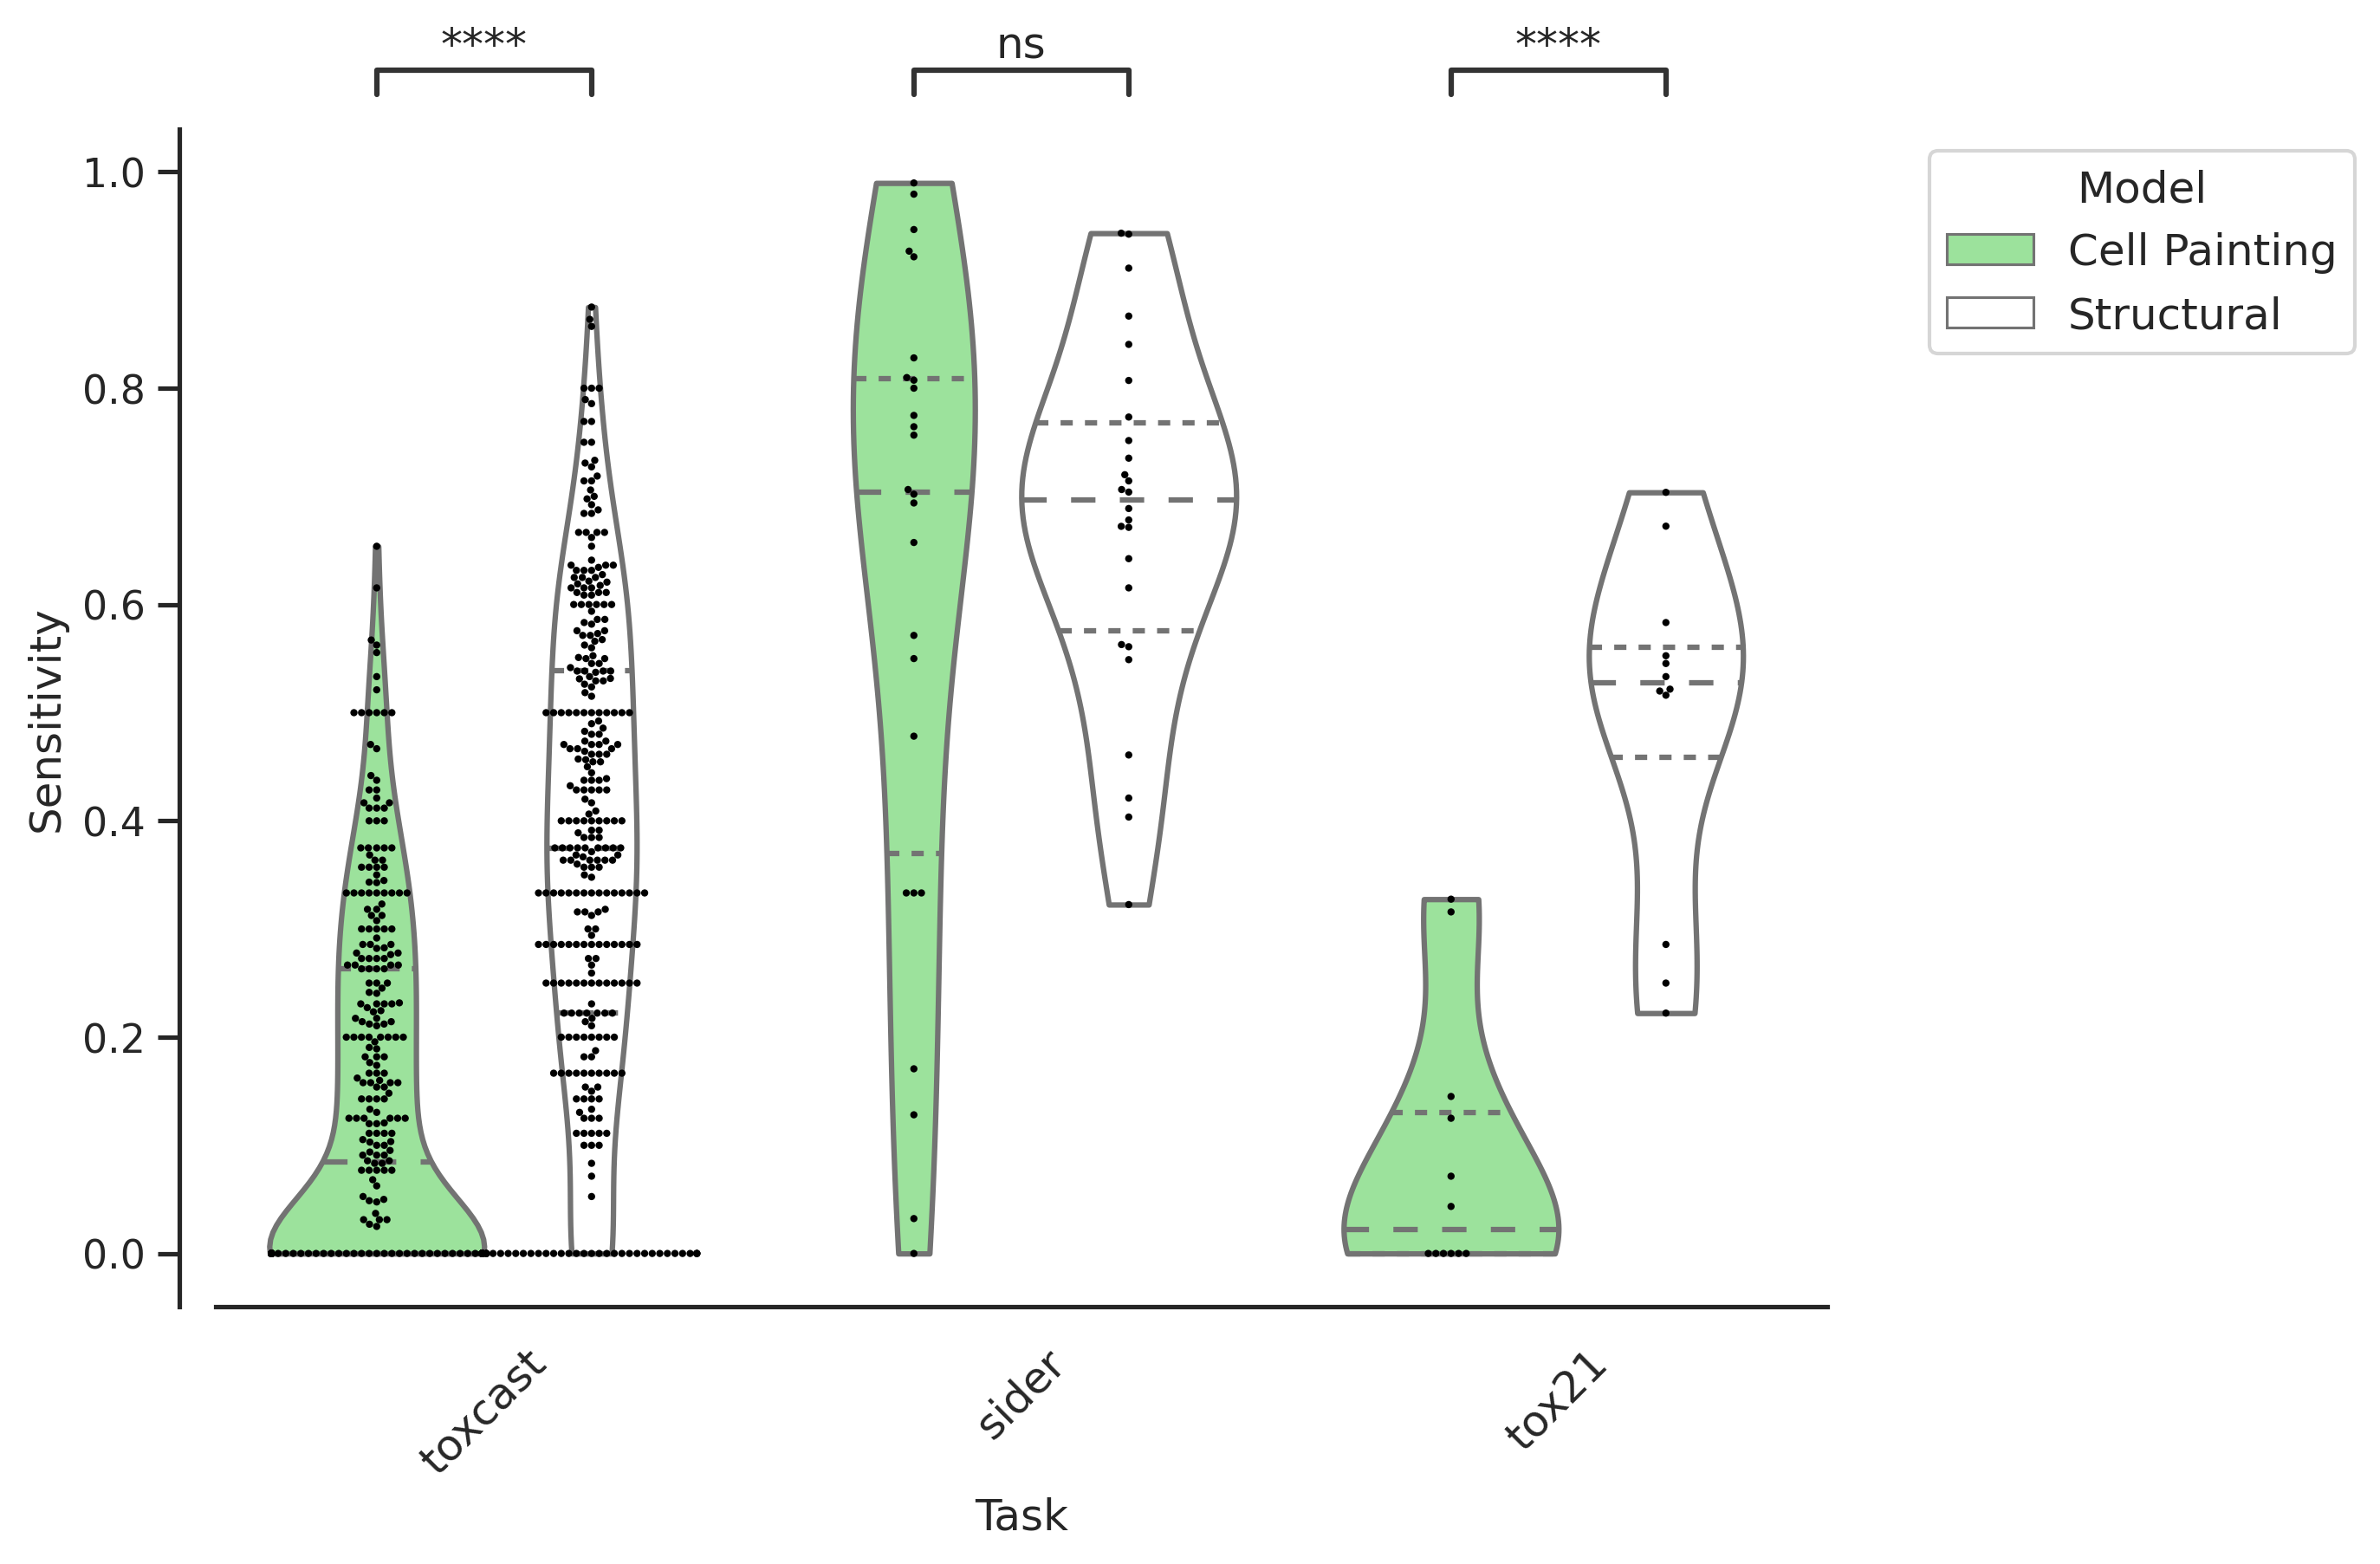 **** ns ****
1.0
0.8
0.6
0.4
0.2
0.0
Sensitivity
Model
Cell Painting
Structural
toxcast sider tox21
Task